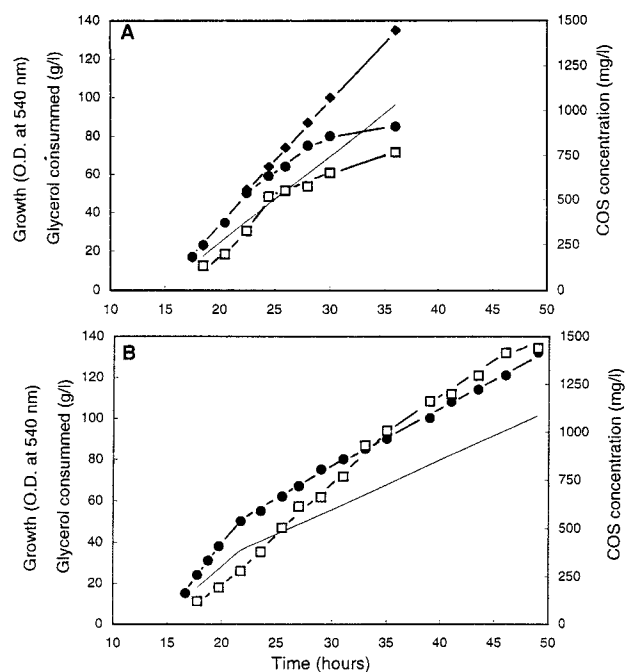 A
Growth (O.D. at 540 nm)
Glycerol consummed (g/l)
COS concentration (mg/l)
140
120
100
80
60
40
20
0
1500
1250
1000
750
500
250
0
10 15 20 25 30 35 40 45 50
B
Growth (O.D. at 540 nm)
Glycerol consummed (g/l)
COS concentration (mg/l)
140
120
100
80
60
40
20
0
1500
1250
1000
750
500
250
0
10 15 20 25 30 35 40 45 50
Time (hours)